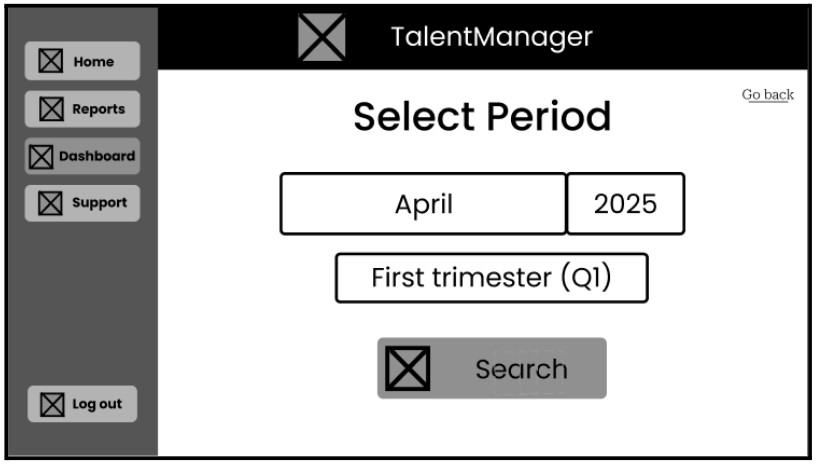 TalentManager
Home
Reports
Dashboard
Support
Log out
Go back
Select Period
April
2025
First trimester (Q1)
Search